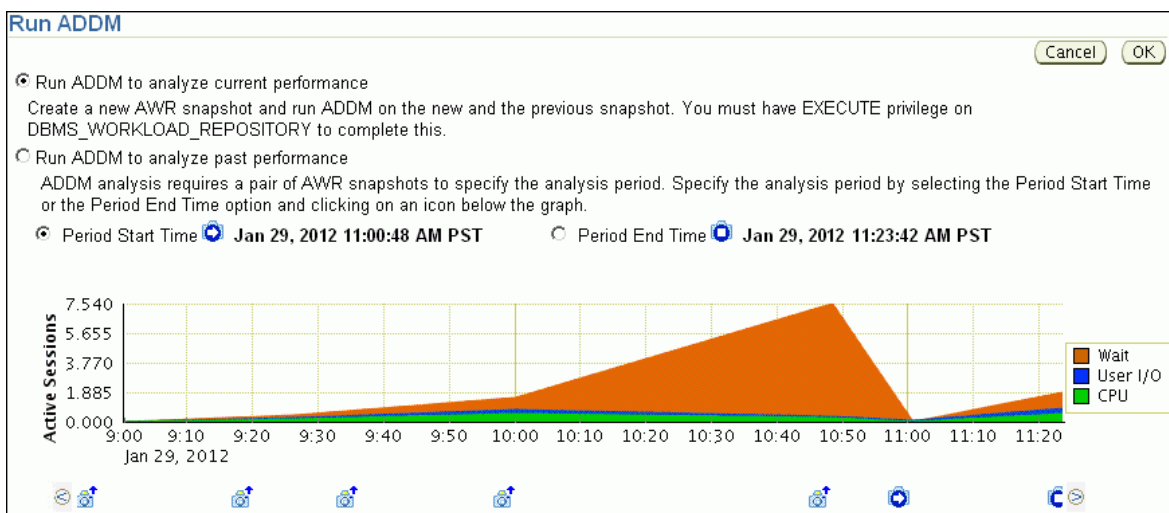 Run ADDM
Cancel
OK
Run ADDM to analyze current performance
Create a new AWR snapshot and run ADDM on the new and the previous snapshot. You must have EXECUTE privilege on
DBMS_WORKLOAD_REPOSITORY to complete this.
Run ADDM to analyze past performance
ADDM analysis requires a pair of AWR snapshots to specify the analysis period. Specify the analysis period by selecting the Period Start Time
or the Period End Time option and clicking on an icon below the graph.
Period Start Time Jan 29, 2012 11:00:48 AM PST Period End Time Jan 29, 2012 11:23:42 AM PST
Active Sessions
7.540
5.655
3.770
1.885
0.000
Wait
User I/O
CPU
9:00 9:10 9:20 9:30 9:40 9:50 10:00 10:10 10:20 10:30 10:40 10:50 11:00 11:10 11:20
Jan 29, 2012